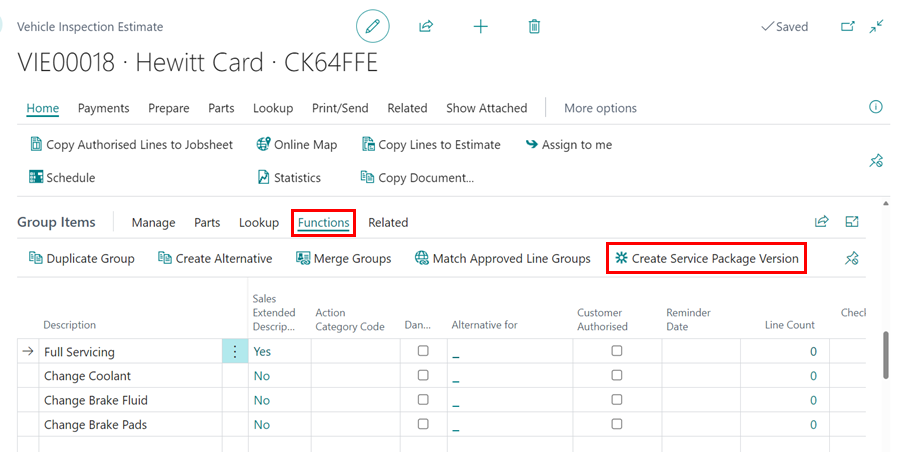 Vehicle Inspection Estimate
Saved
VIE00018 · Hewitt Card · CK64FFE
Home Payments Prepare Parts Lookup Print/Send Related Show Attached More options
Copy Authorised Lines to Jobsheet Online Map Copy Lines to Estimate Assign to me
Schedule Statistics Copy Document...
Group Items Manage Parts Lookup Functions Related
Duplicate Group Create Alternative Merge Groups Match Approved Line Groups Create Service Package Version
Description Sales Extended Descrip... Action Category Code Dan... Alternative for Customer Authorised Reminder Date Line Count Check
Full Servicing Yes _ 0
Change Coolant No _ 0
Change Brake Fluid No _ 0
Change Brake Pads No _ 0